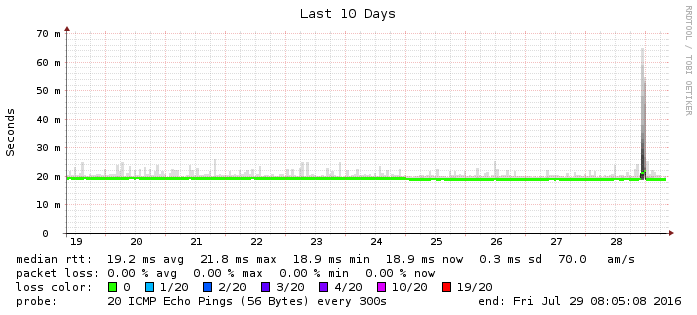 Last 10 Days
RRDTOOL / TOBI OETIKER
Seconds
70 m
60 m
50 m
40 m
30 m
20 m
10 m
0
19 20 21 22 23 24 25 26 27 28
median rtt: 19.2 ms avg 21.8 ms max 18.9 ms min 18.9 ms now 0.3 ms sd 70.0 am/s
packet loss: 0.00 % avg 0.00 % max 0.00 % min 0.00 % now
loss color: 0 1/20 2/20 3/20 4/20 10/20 19/20
probe: 20 ICMP Echo Pings (56 Bytes) every 300s end: Fri Jul 29 08:05:08 2016